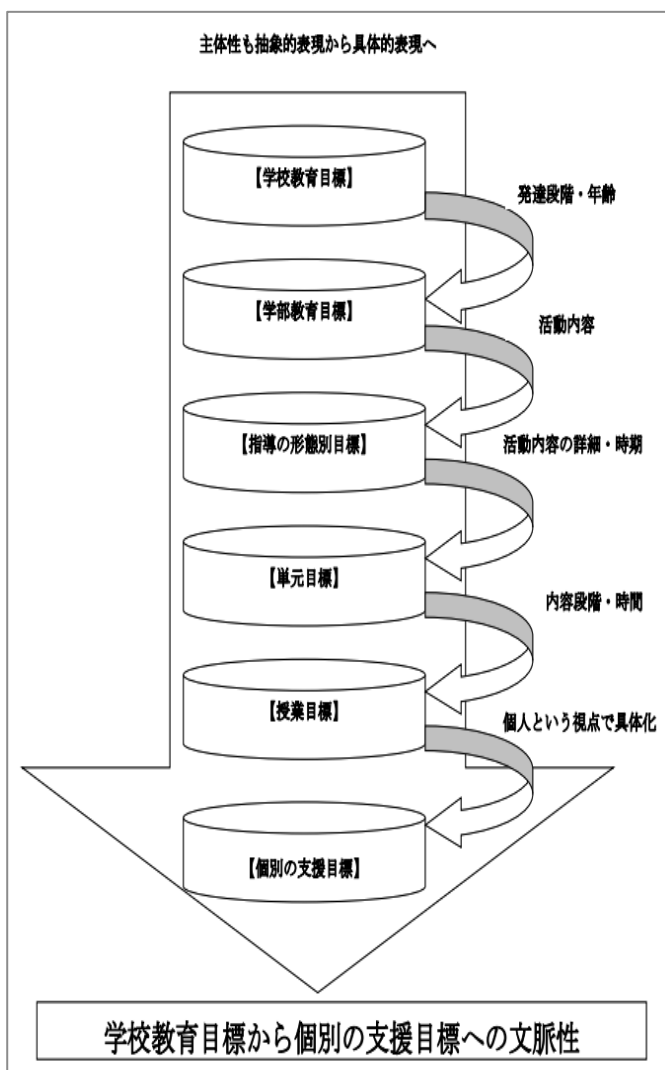 主体性も抽象的表現から具体的表現へ
【学校教育目標】
発達段階・年齢
【学部教育目標】
活動内容
【指導の形態別目標】
活動内容の詳細・時期
【単元目標】
内容段階・時間
【授業目標】
個人という視点で具体化
【個別の支援目標】
学校教育目標から個別の支援目標への文脈性